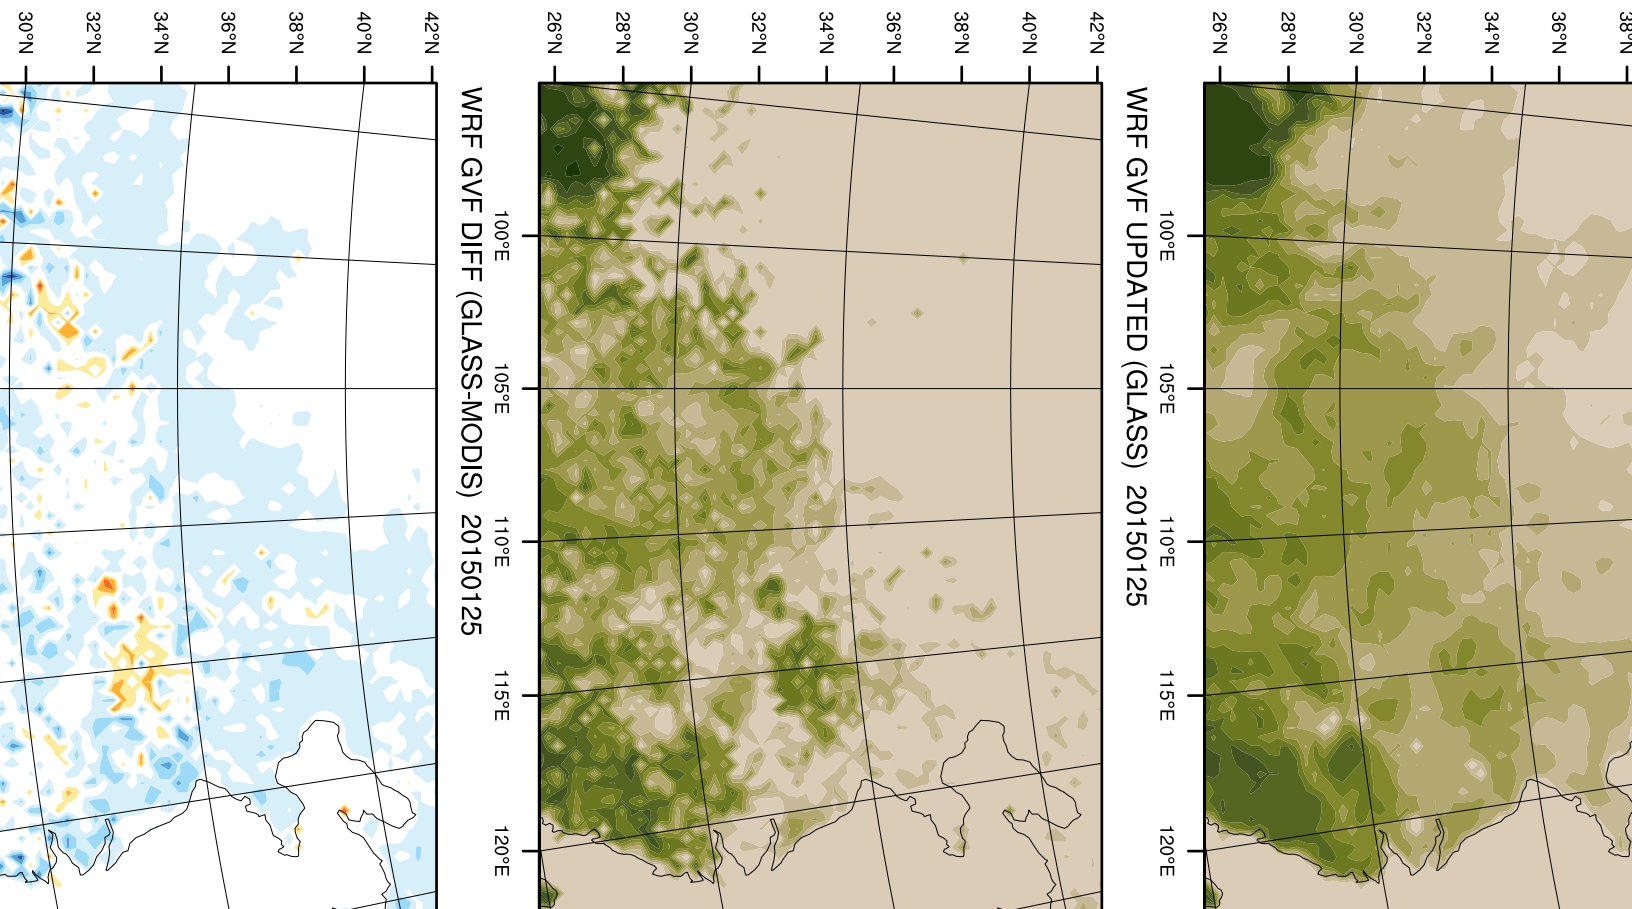 42°N
40°N
38°N
36°N
34°N
32°N
30°N
WRF GVF DIFF (GLASS-MODIS) 20150125
100°E
105°E
110°E
115°E
120°E
42°N
40°N
38°N
36°N
34°N
32°N
30°N
28°N
26°N
WRF GVF UPDATED (GLASS) 20150125
100°E
105°E
110°E
115°E
120°E
38°N
36°N
34°N
32°N
30°N
28°N
26°N